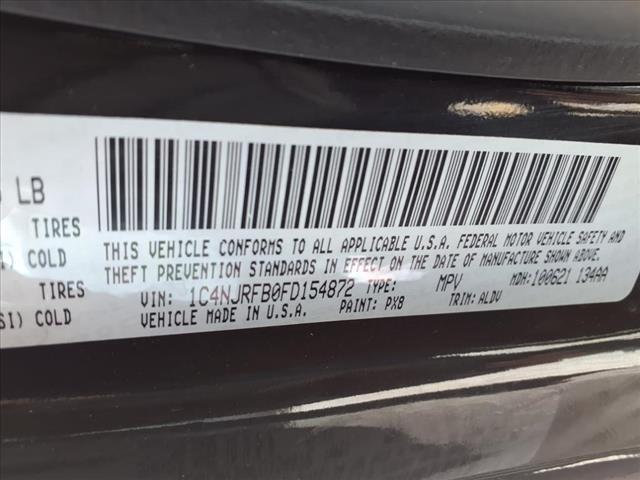 LB
TIRES
COLD
TIRES
SI) COLD
THIS VEHICLE CONFORMS TO ALL APPLICABLE U.S.A. FEDERAL MOTOR VEHICLE SAFETY AND
THEFT PREVENTION STANDARDS IN EFFECT ON THE DATE OF MANUFACTURE SHOWN ABOVE.
VIN: 1C4NJRFB0FD154872 TYPE: MPV MDH:100621 134AA
VEHICLE MADE IN U.S.A. PAINT: PX8 TRIM: ALDV